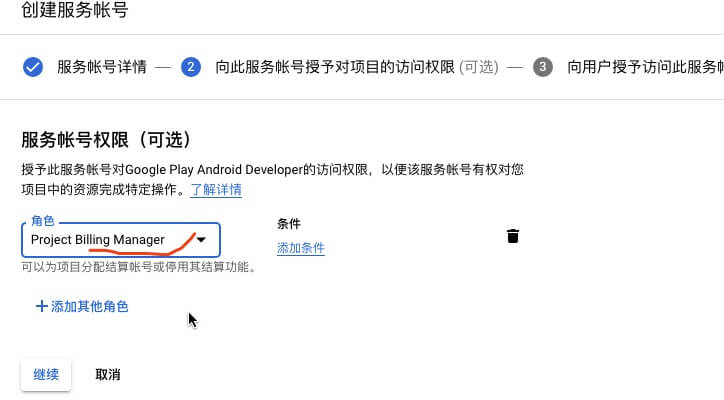 创建服务帐号
服务帐号详情 — 2 向此服务帐号授予对项目的访问权限 (可选) — 3 向用户授予访问此服务
服务帐号权限（可选）
授予此服务帐号对Google Play Android Developer的访问权限，以便该服务帐号有权对您
项目中的资源完成特定操作。了解详情
角色
条件
Project Billing Manager
添加条件
可以为项目分配结算帐号或停用其结算功能。
+添加其他角色
继续 取消